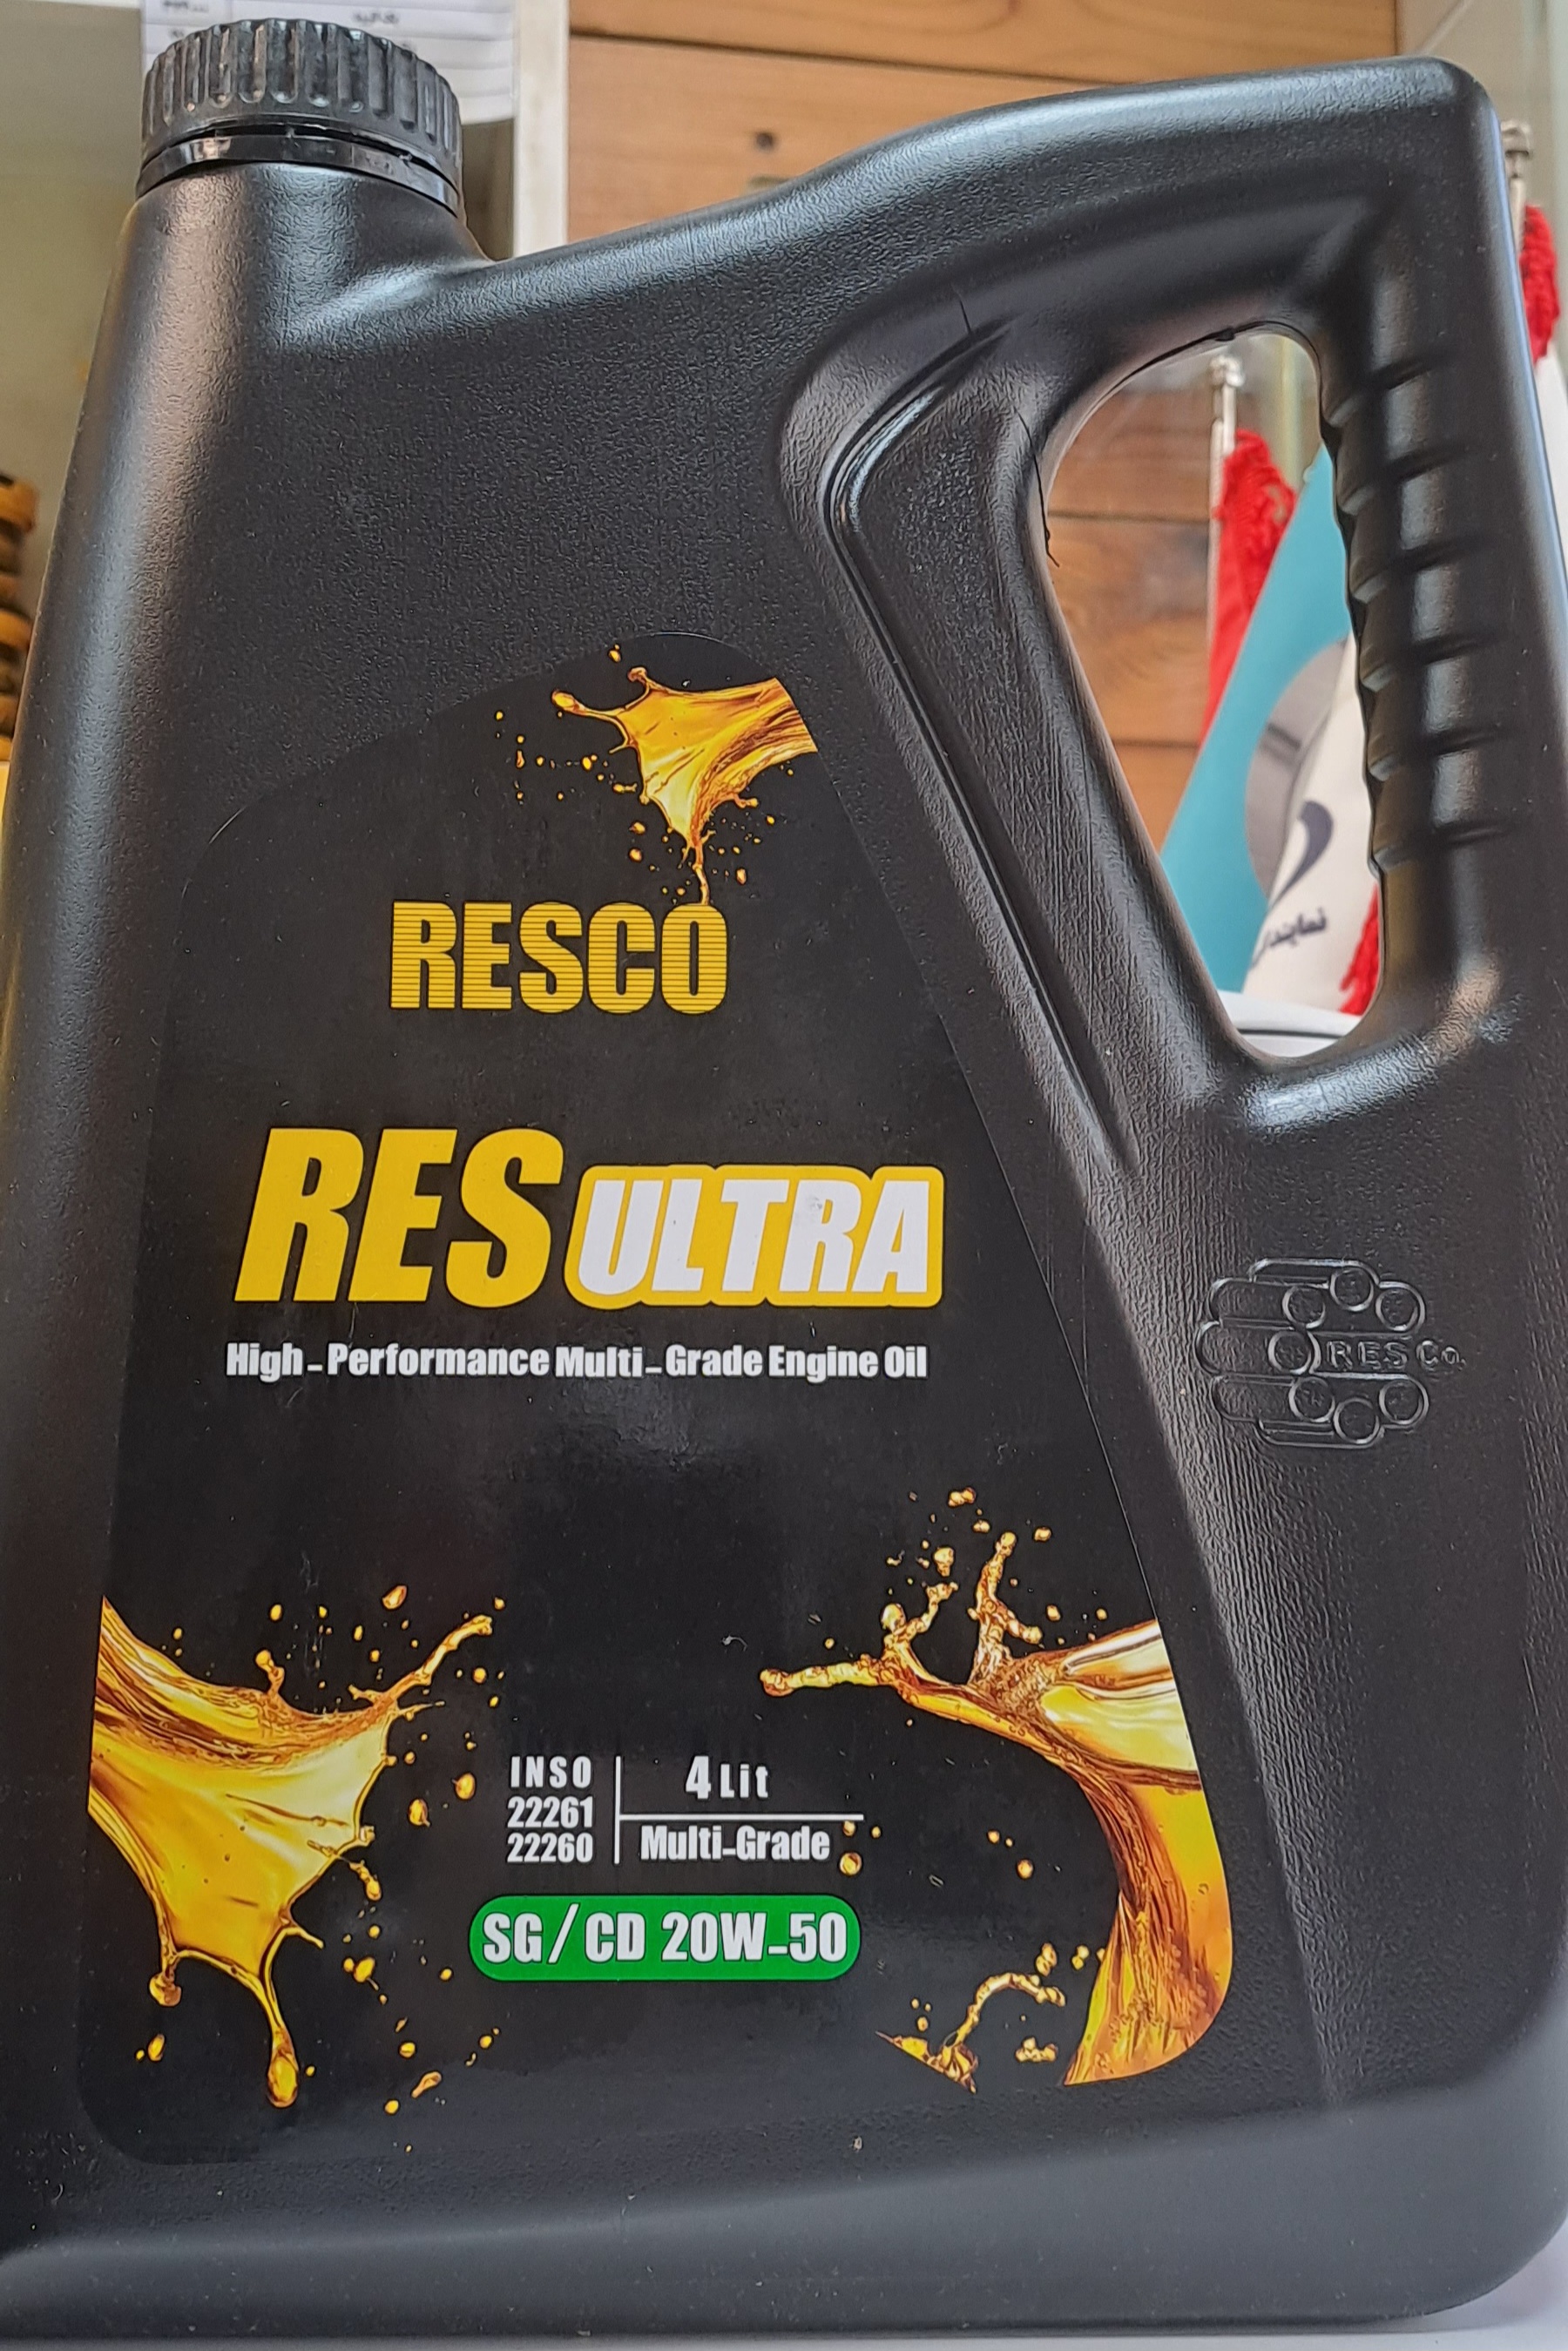 RESCO
RES ULTRA
High-Performance Multi-Grade Engine Oil
RES Co.
INSO
22261
22260
4 Lit
Multi-Grade
SG/CD 20W-50